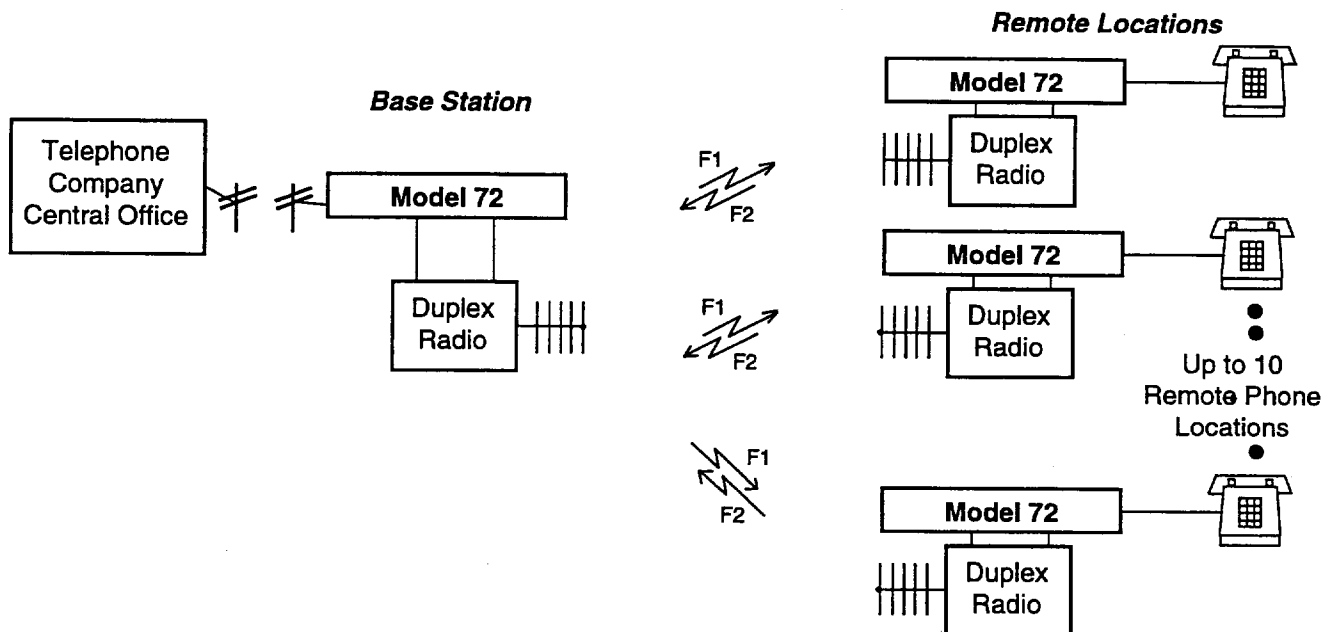 Remote Locations
Base Station
Telephone
Company
Central Office
Model 72
Duplex
Radio
F1
F2
F1
F2
F1
F2
Model 72
Duplex
Radio
Model 72
Duplex
Radio
Up to 10
Remote Phone
Locations
Model 72
Duplex
Radio